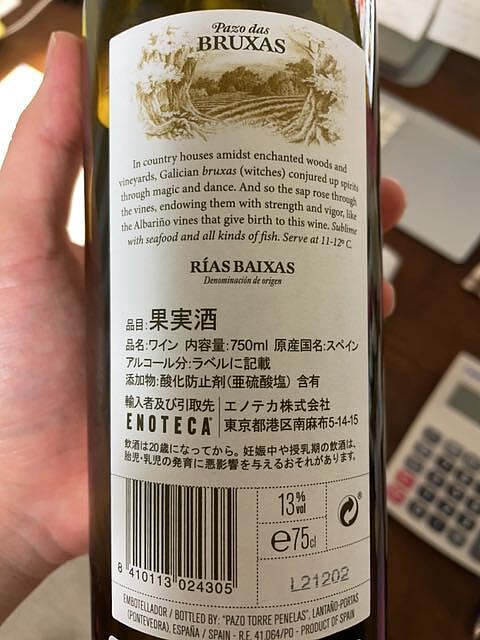 Pazo das
BRUXAS
In country houses amidst enchanted woods and
vineyards, Galician bruxas (witches) conjured up spirits
through magic and dance. And so the sap rose through
the vines, endowing them with strength and vigor, like
the Albariño vines that give birth to this wine. Sublime
with seafood and all kinds of fish. Serve at 11-12º C.
RÍAS BAIXAS
Denominación de origen
品目:果実酒
品名:ワイン 内容量:750ml 原産国名:スペイン
アルコール分:ラベルに記載
添加物:酸化防止剤(亜硫酸塩) 含有
輸入者及び引取先 エノテカ株式会社
ENOTECA 東京都港区南麻布5-14-15
飲酒は20歳になってから。妊娠中や授乳期の飲酒は、
胎児・乳児の発育に悪影響を与えるおそれがあります。
13% vol
e75cl
L21202
8 410113 024305
EMBOTELLADOR / BOTTLED BY: "PAZO TORRE PENELAS", LANTAÑO-PORTAS
(PONTEVEDRA), ESPAÑA / SPAIN - R.E. 41.064/PO - PRODUCT OF SPAIN